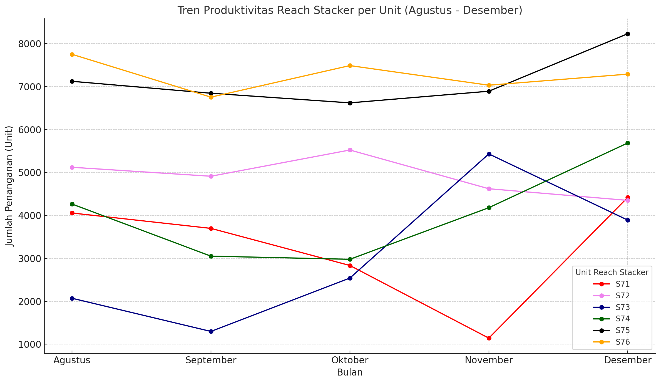 Tren Produktivitas Reach Stacker per Unit (Agustus - Desember)
Jumlah Penanganan (Unit)
8000
7000
6000
5000
4000
3000
2000
1000
Agustus
September
Oktober
November
Desember
Bulan
Unit Reach Stacker
S71
S72
S73
S74
S75
S76